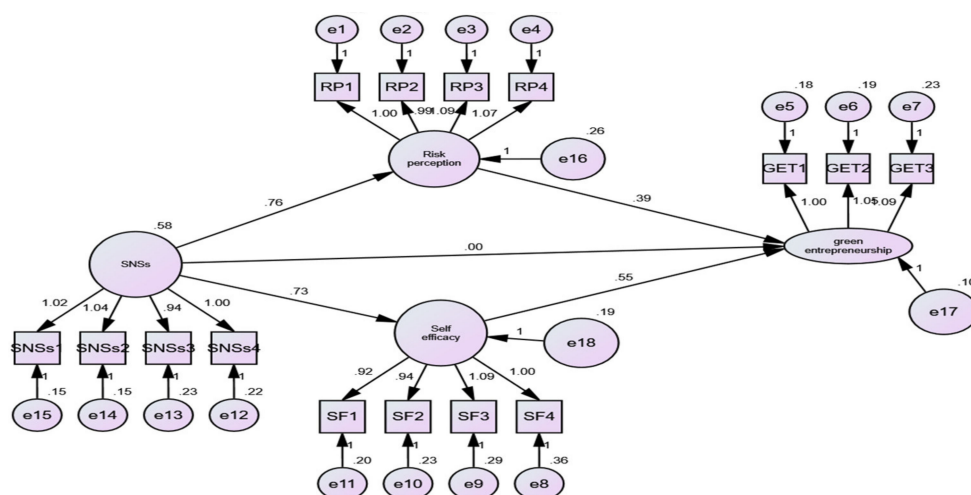 e1 e2 e3 e4
1 1 1 1
RP1 RP2 RP3 RP4
1.00 .99 1.09 1.07
.18 .19 .23
e5 e6 e7
1 1 1
GET1 GET2 GET3
1.00 1.05 1.09
Risk
perception
1
.26
e16
.76
.39
.58
SNSs
.00
green
entrepreneurship
.73
.55
1
.10
e17
1.02 1.04 .94 1.00
SNSs1 SNSs2 SNSs3 SNSs4
1 1 1 1
.15 .15 .23 .22
e15 e14 e13 e12
Self
efficacy
1
.19
e18
.92 .94 1.09 1.00
SF1 SF2 SF3 SF4
1 1 1 1
.20 .23 .29 .36
e11 e10 e9 e8